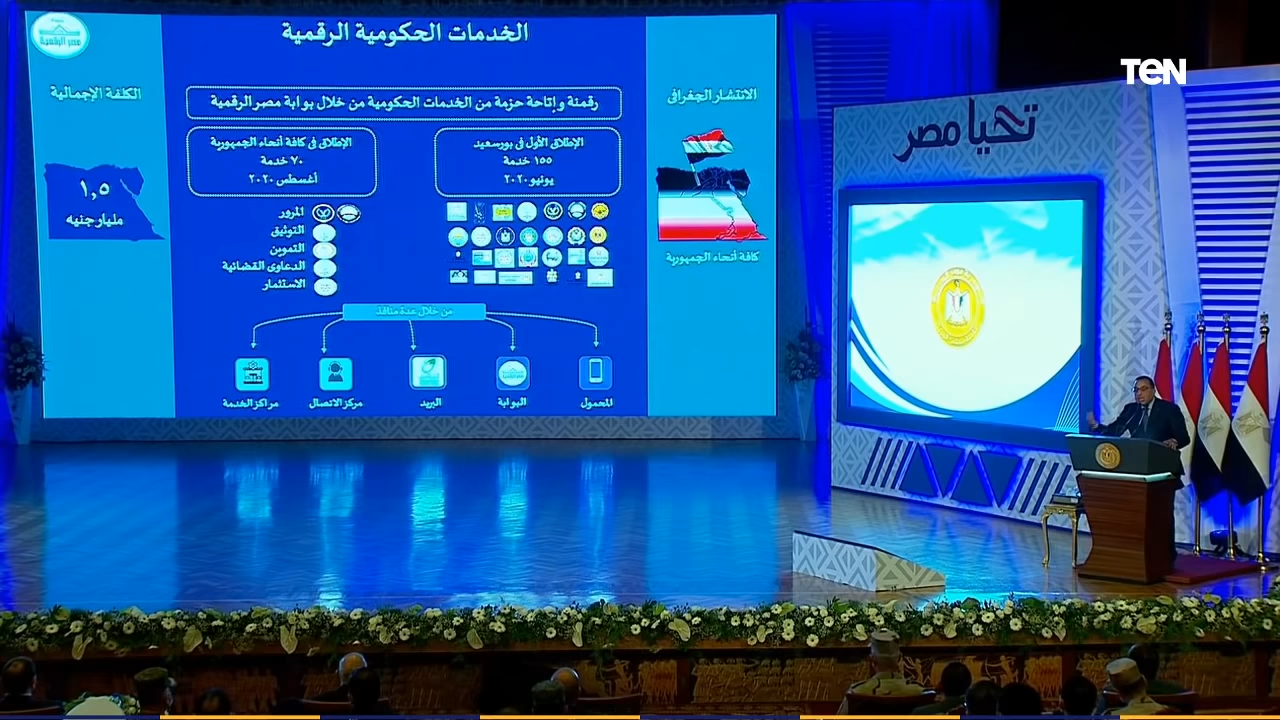 الخدمات الحكومية الرقمية
مصر الرقمية
TEN
الانتشار الجغرافى
كافة أنحاء الجمهورية
رقمنة وإتاحة حزمة من الخدمات الحكومية من خلال بوابة مصر الرقمية
الإطلاق الأول فى بورسعيد
١٥٥ خدمة
يونيو ٢٠٢٠
الإطلاق فى كافة أنحاء الجمهورية
٧٠ خدمة
أغسطس ٢٠٢٠
المرور
التوثيق
التموين
الدعاوى القضائية
الاستثمار
من خلال عدة منافذ
المحمول
البوابة
البريد
مركز الاتصال
مراكز الخدمة
الكلفة الإجمالية
١,٥
مليار جنيه
تحيا مصر